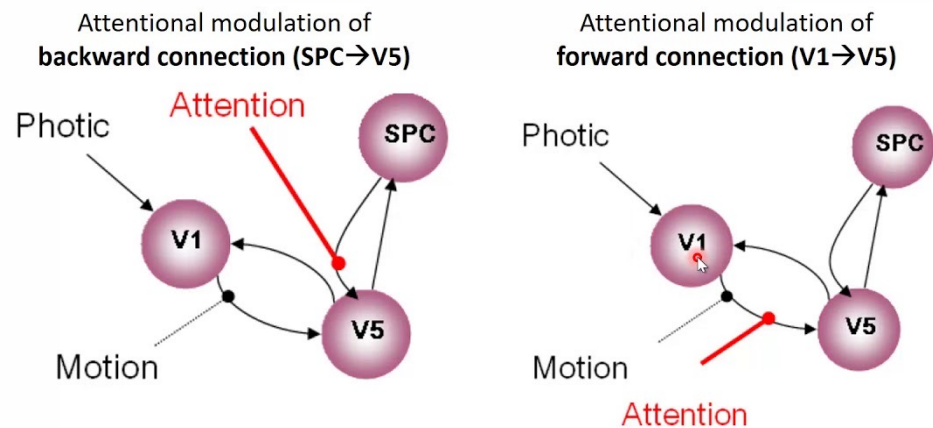 Attentional modulation of
backward connection (SPC→V5)
Attention
Photic
SPC
V1
V5
Motion
Attentional modulation of
forward connection (V1→V5)
Photic
SPC
V1
V5
Motion
Attention